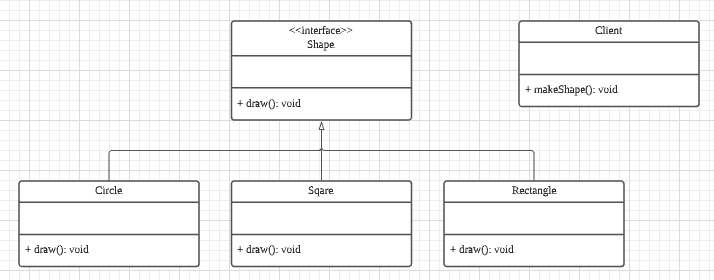 <<interface>>
Shape
+ draw(): void
Client
+ makeShape(): void
Circle
+ draw(): void
Sqare
+ draw(): void
Rectangle
+ draw(): void